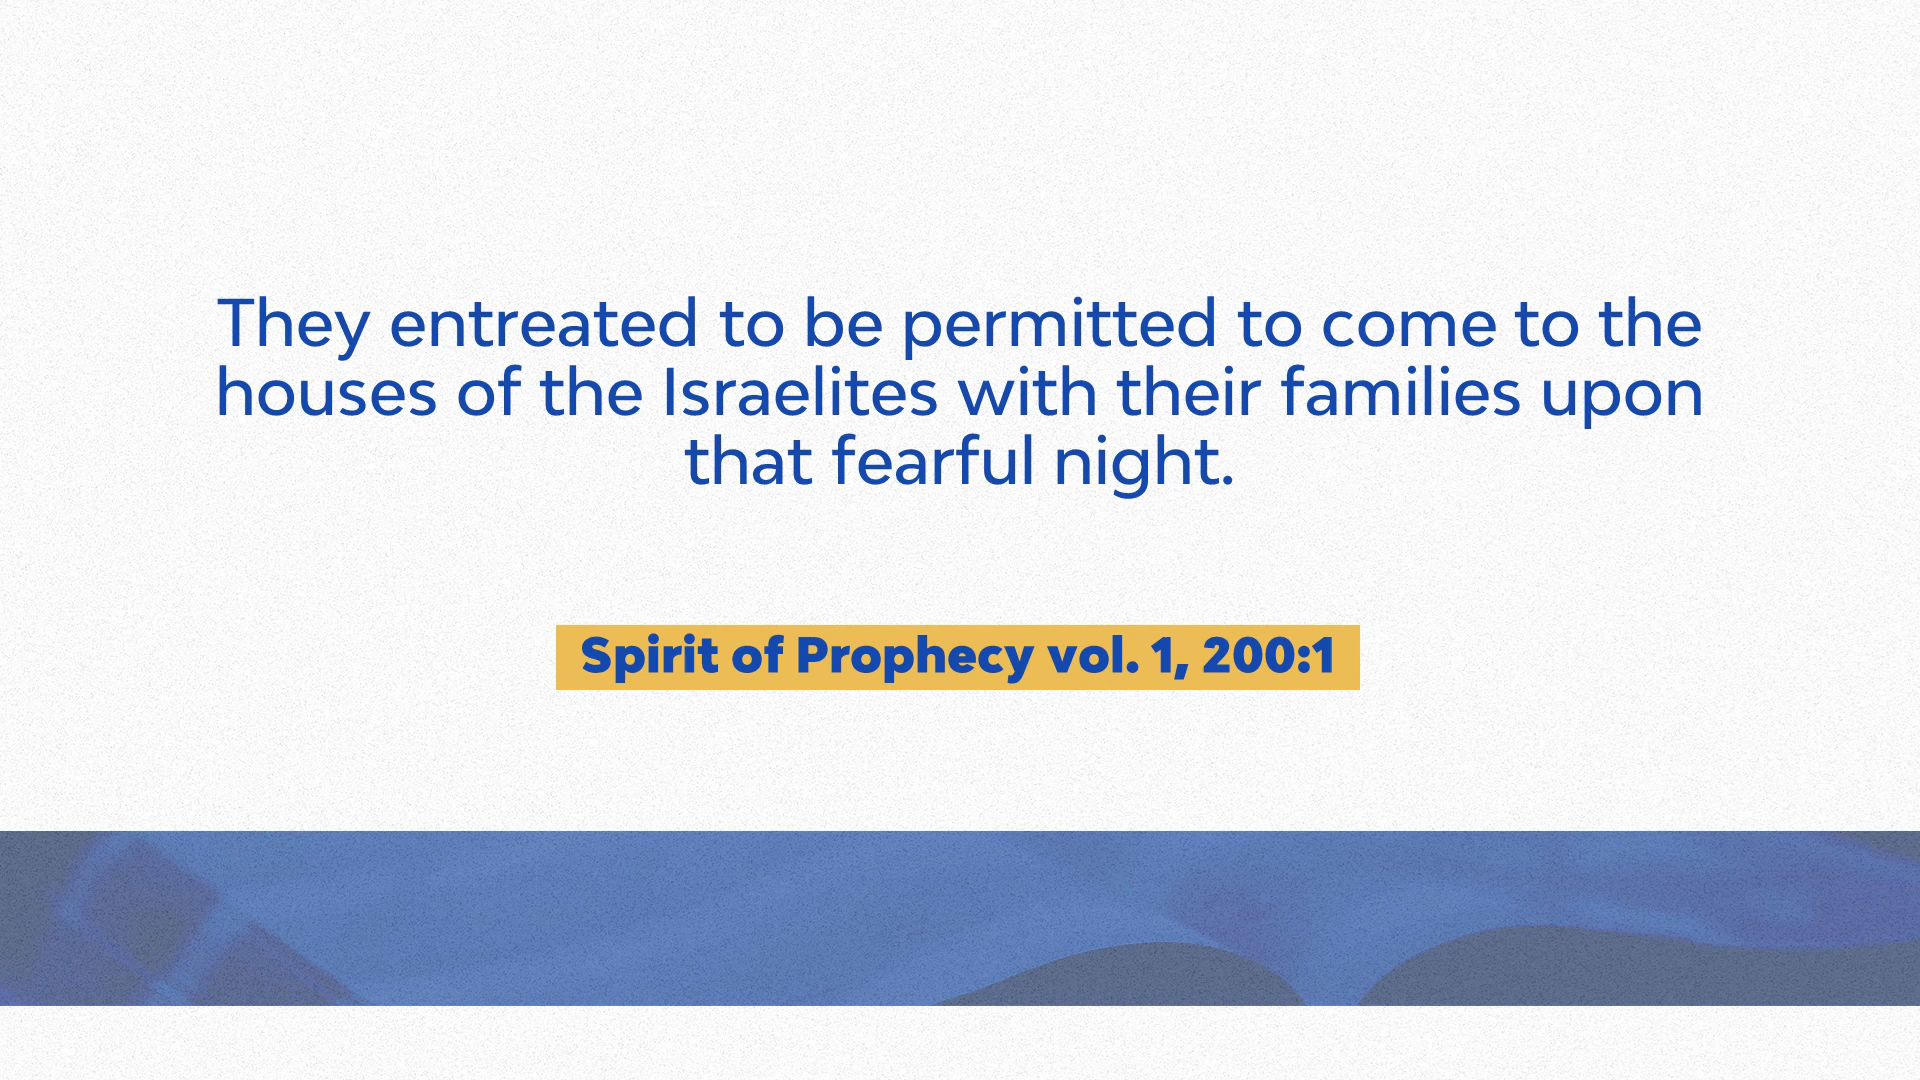 They entreated to be permitted to come to the
houses of the Israelites with their families upon
that fearful night.
Spirit of Prophecy vol. 1, 200:1